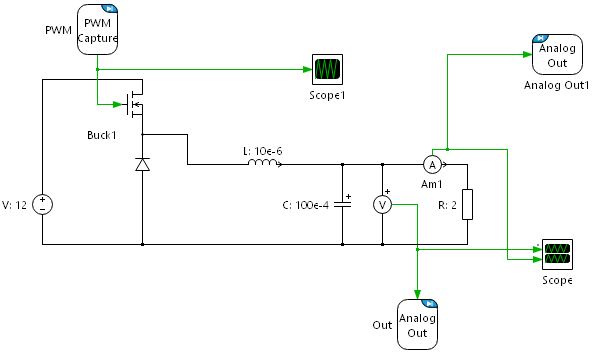 PWM
PWM
Capture
Scope1
Analog
Out
Analog Out1
Buck1
L: 10e-6
A
Am1
V: 12
C: 100e-4
V
R: 2
Scope
Out
Analog
Out